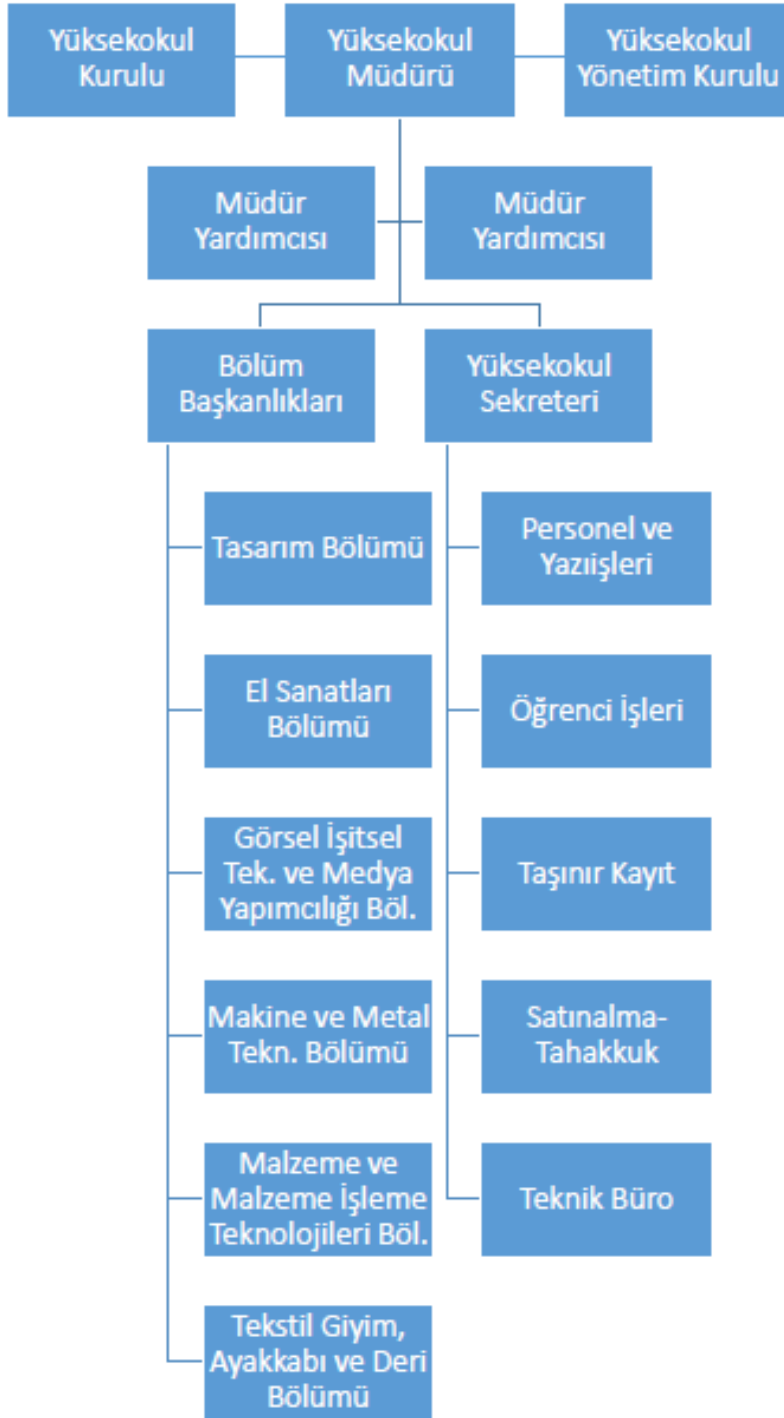 Yüksekokul
Kurulu
Yüksekokul
Müdürü
Yüksekokul
Yönetim Kurulu
Müdür
Yardımcısı
Müdür
Yardımcısı
Bölüm
Başkanlıkları
Yüksekokul
Sekreteri
Tasarım Bölümü
El Sanatları
Bölümü
Görsel İşitsel
Tek. ve Medya
Yapımcılığı Böl.
Makine ve Metal
Tekn. Bölümü
Malzeme ve
Malzeme İşleme
Teknolojileri Böl.
Tekstil Giyim,
Ayakkabı ve Deri
Bölümü
Personel ve
Yazıişleri
Öğrenci İşleri
Taşınır Kayıt
Satınalma-
Tahakkuk
Teknik Büro